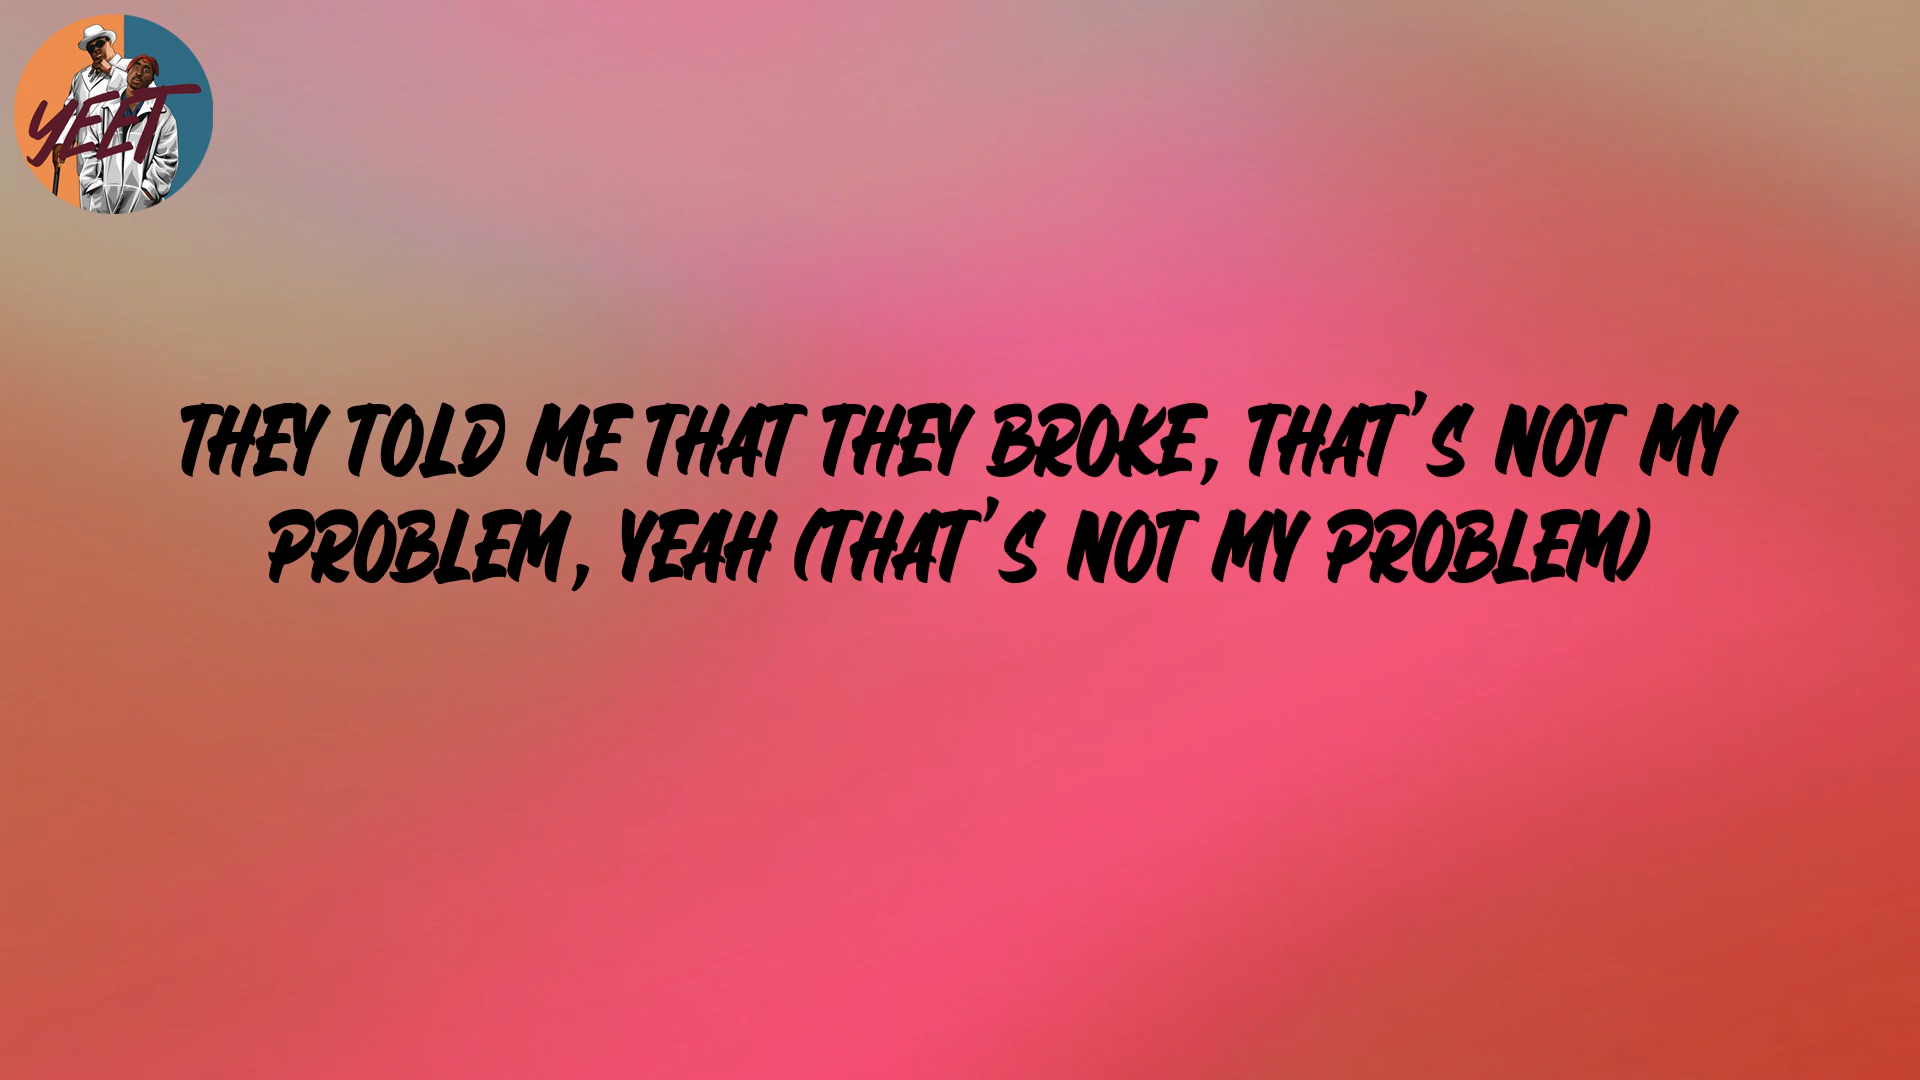 YEET
THEY TOLD ME THAT THEY BROKE, THAT'S NOT MY
PROBLEM, YEAH (THAT'S NOT MY PROBLEM)